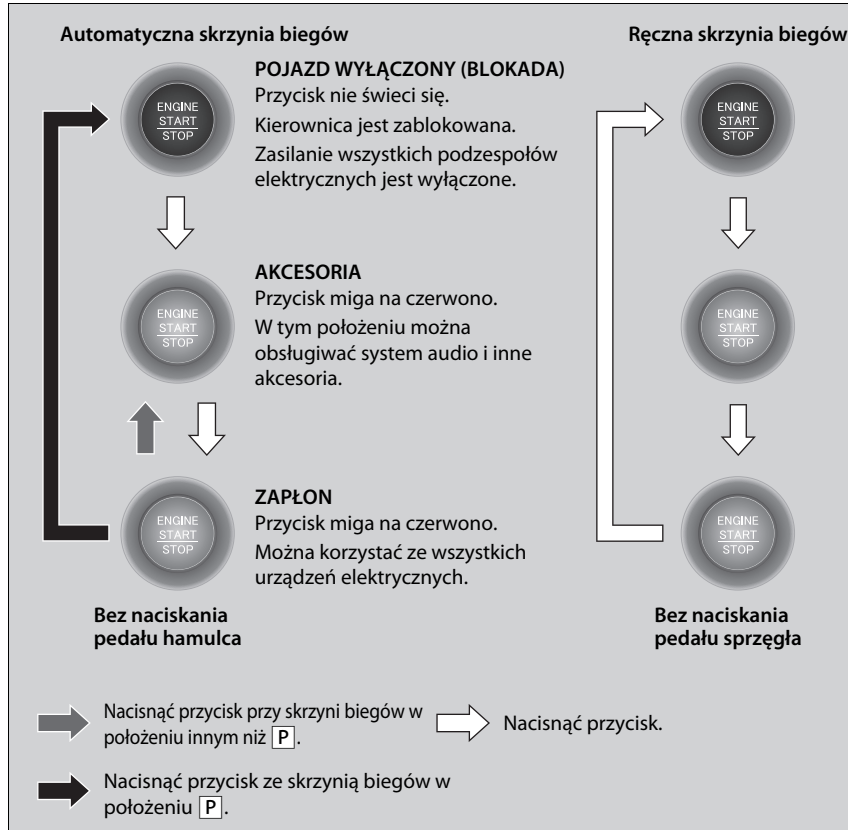 Automatyczna skrzynia biegów
Ręczna skrzynia biegów
ENGINE
START
STOP
POJAZD WYŁĄCZONY (BLOKADA)
Przycisk nie świeci się.
Kierownica jest zablokowana.
Zasilanie wszystkich podzespołów
elektrycznych jest wyłączone.
ENGINE
START
STOP
ENGINE
START
STOP
AKCESORIA
Przycisk miga na czerwono.
W tym położeniu można
obsługiwać system audio i inne
akcesoria.
ENGINE
START
STOP
ENGINE
START
STOP
ZAPŁON
Przycisk miga na czerwono.
Można korzystać ze wszystkich
urządzeń elektrycznych.
ENGINE
START
STOP
Bez naciskania
pedału hamulca
Bez naciskania
pedału sprzęgła
Nacisnąć przycisk przy skrzyni biegów w
położeniu innym niż P.
Nacisnąć przycisk.
Nacisnąć przycisk ze skrzynią biegów w
położeniu P.